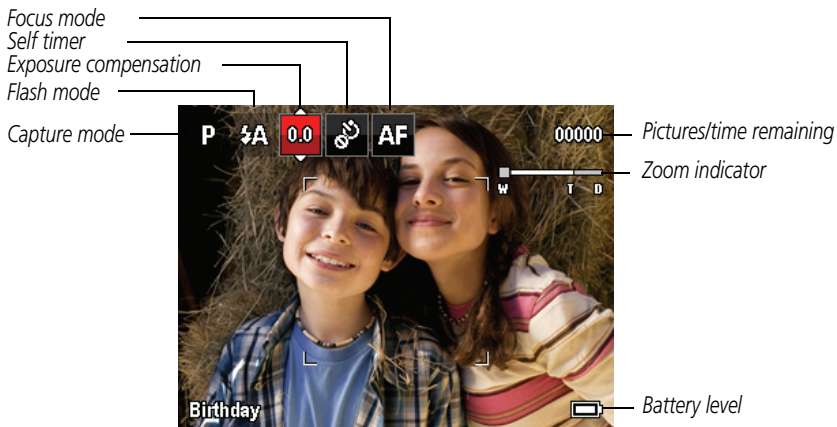 Focus mode
Self timer
Exposure compensation
Flash mode
Capture mode
P
A
0.0
AF
00000
Pictures/time remaining
Zoom indicator
W T D
Birthday
Battery level